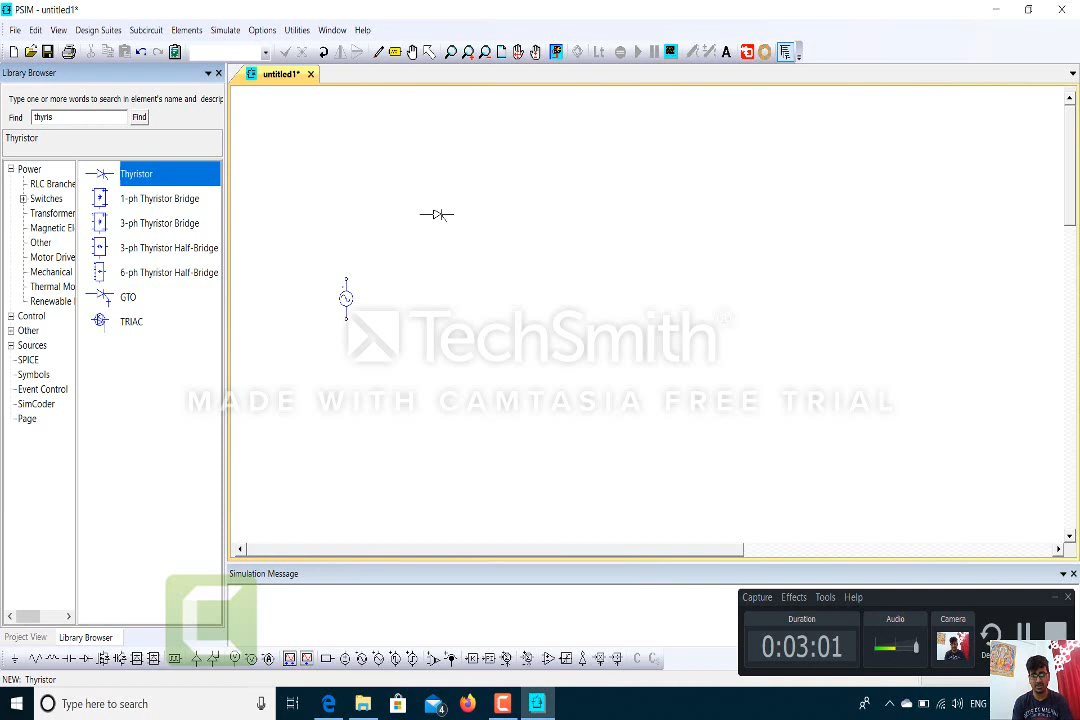 PSIM - untitled1*
File Edit View Design Suites Subcircuit Elements Simulate Options Utilities Window Help
Lt A
Library Browser
untitled1*
Type one or more words to search in element's name and descrip
Find thyris Find
Thyristor
Power
RLC Branche
Switches
Transformer
Magnetic El
Other
Motor Drive
Mechanical
Thermal Mo
Renewable
Control
Other
Sources
SPICE
Symbols
Event Control
SimCoder
Page
Thyristor
1-ph Thyristor Bridge
3-ph Thyristor Bridge
3-ph Thyristor Half-Bridge
6-ph Thyristor Half-Bridge
GTO
TRIAC
TechSmith®
MADE WITH CAMTASIA FREE TRIAL
Simulation Message
Capture Effects Tools Help
Duration
0:03:01
Audio
Camera
Project View Library Browser
NEW: Thyristor
Type here to search
4
ENG